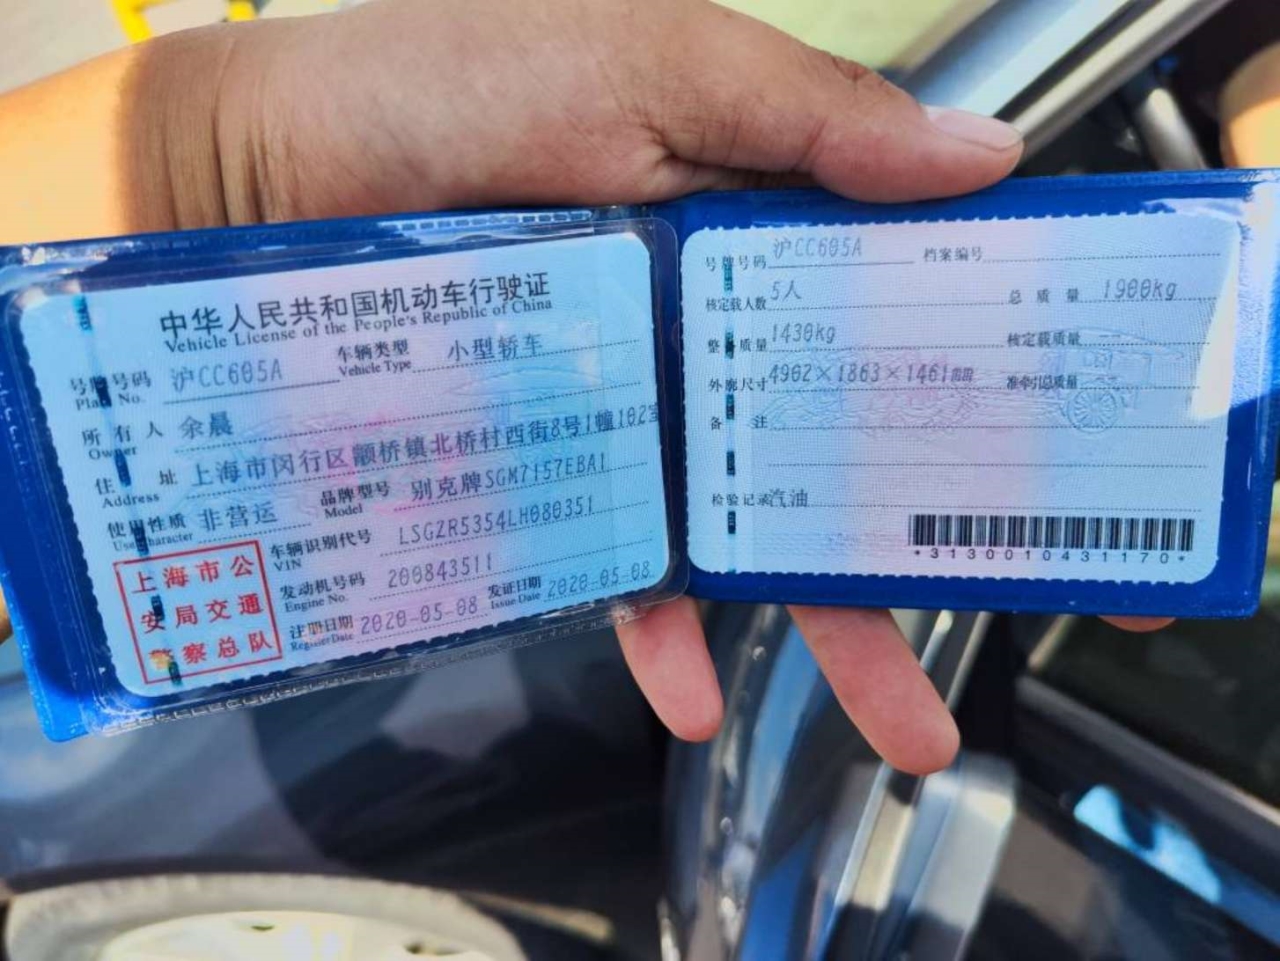 中华人民共和国机动车行驶证
Vehicle License of the People's Republic of China
号牌号码 沪CC605A 车辆类型 小型轿车
Plate No. Vehicle Type
所有人 余晨
Owner
住址 上海市闵行区颛桥镇北桥村西街8号1幢102室
Address
使用性质 非营运 品牌型号 别克牌SGM7157EBA1
Use Character Model
车辆识别代号 LSGZR5354LH080351
VIN
发动机号码 200843511
Engine No.
注册日期 2020-05-08 发证日期 2020-05-08
Register Date Issue Date
上海市公
安局交通
警察总队
号牌号码 沪CC605A 档案编号
核定载人数 5人 总质量 1900kg
整备质量 1430kg 核定载质量 --
外廓尺寸 4902×1863×1461mm 准牵引总质量 --
备注
检验记录 汽油
*3130010431170*